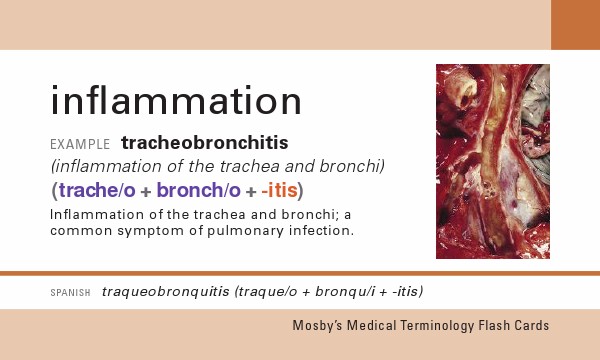 inflammation
EXAMPLE tracheobronchitis
(inflammation of the trachea and bronchi)
(trache/o + bronch/o + -itis)
Inflammation of the trachea and bronchi; a
common symptom of pulmonary infection.
SPANISH traqueobronquitis (traque/o + bronqu/i + -itis)
Mosby's Medical Terminology Flash Cards